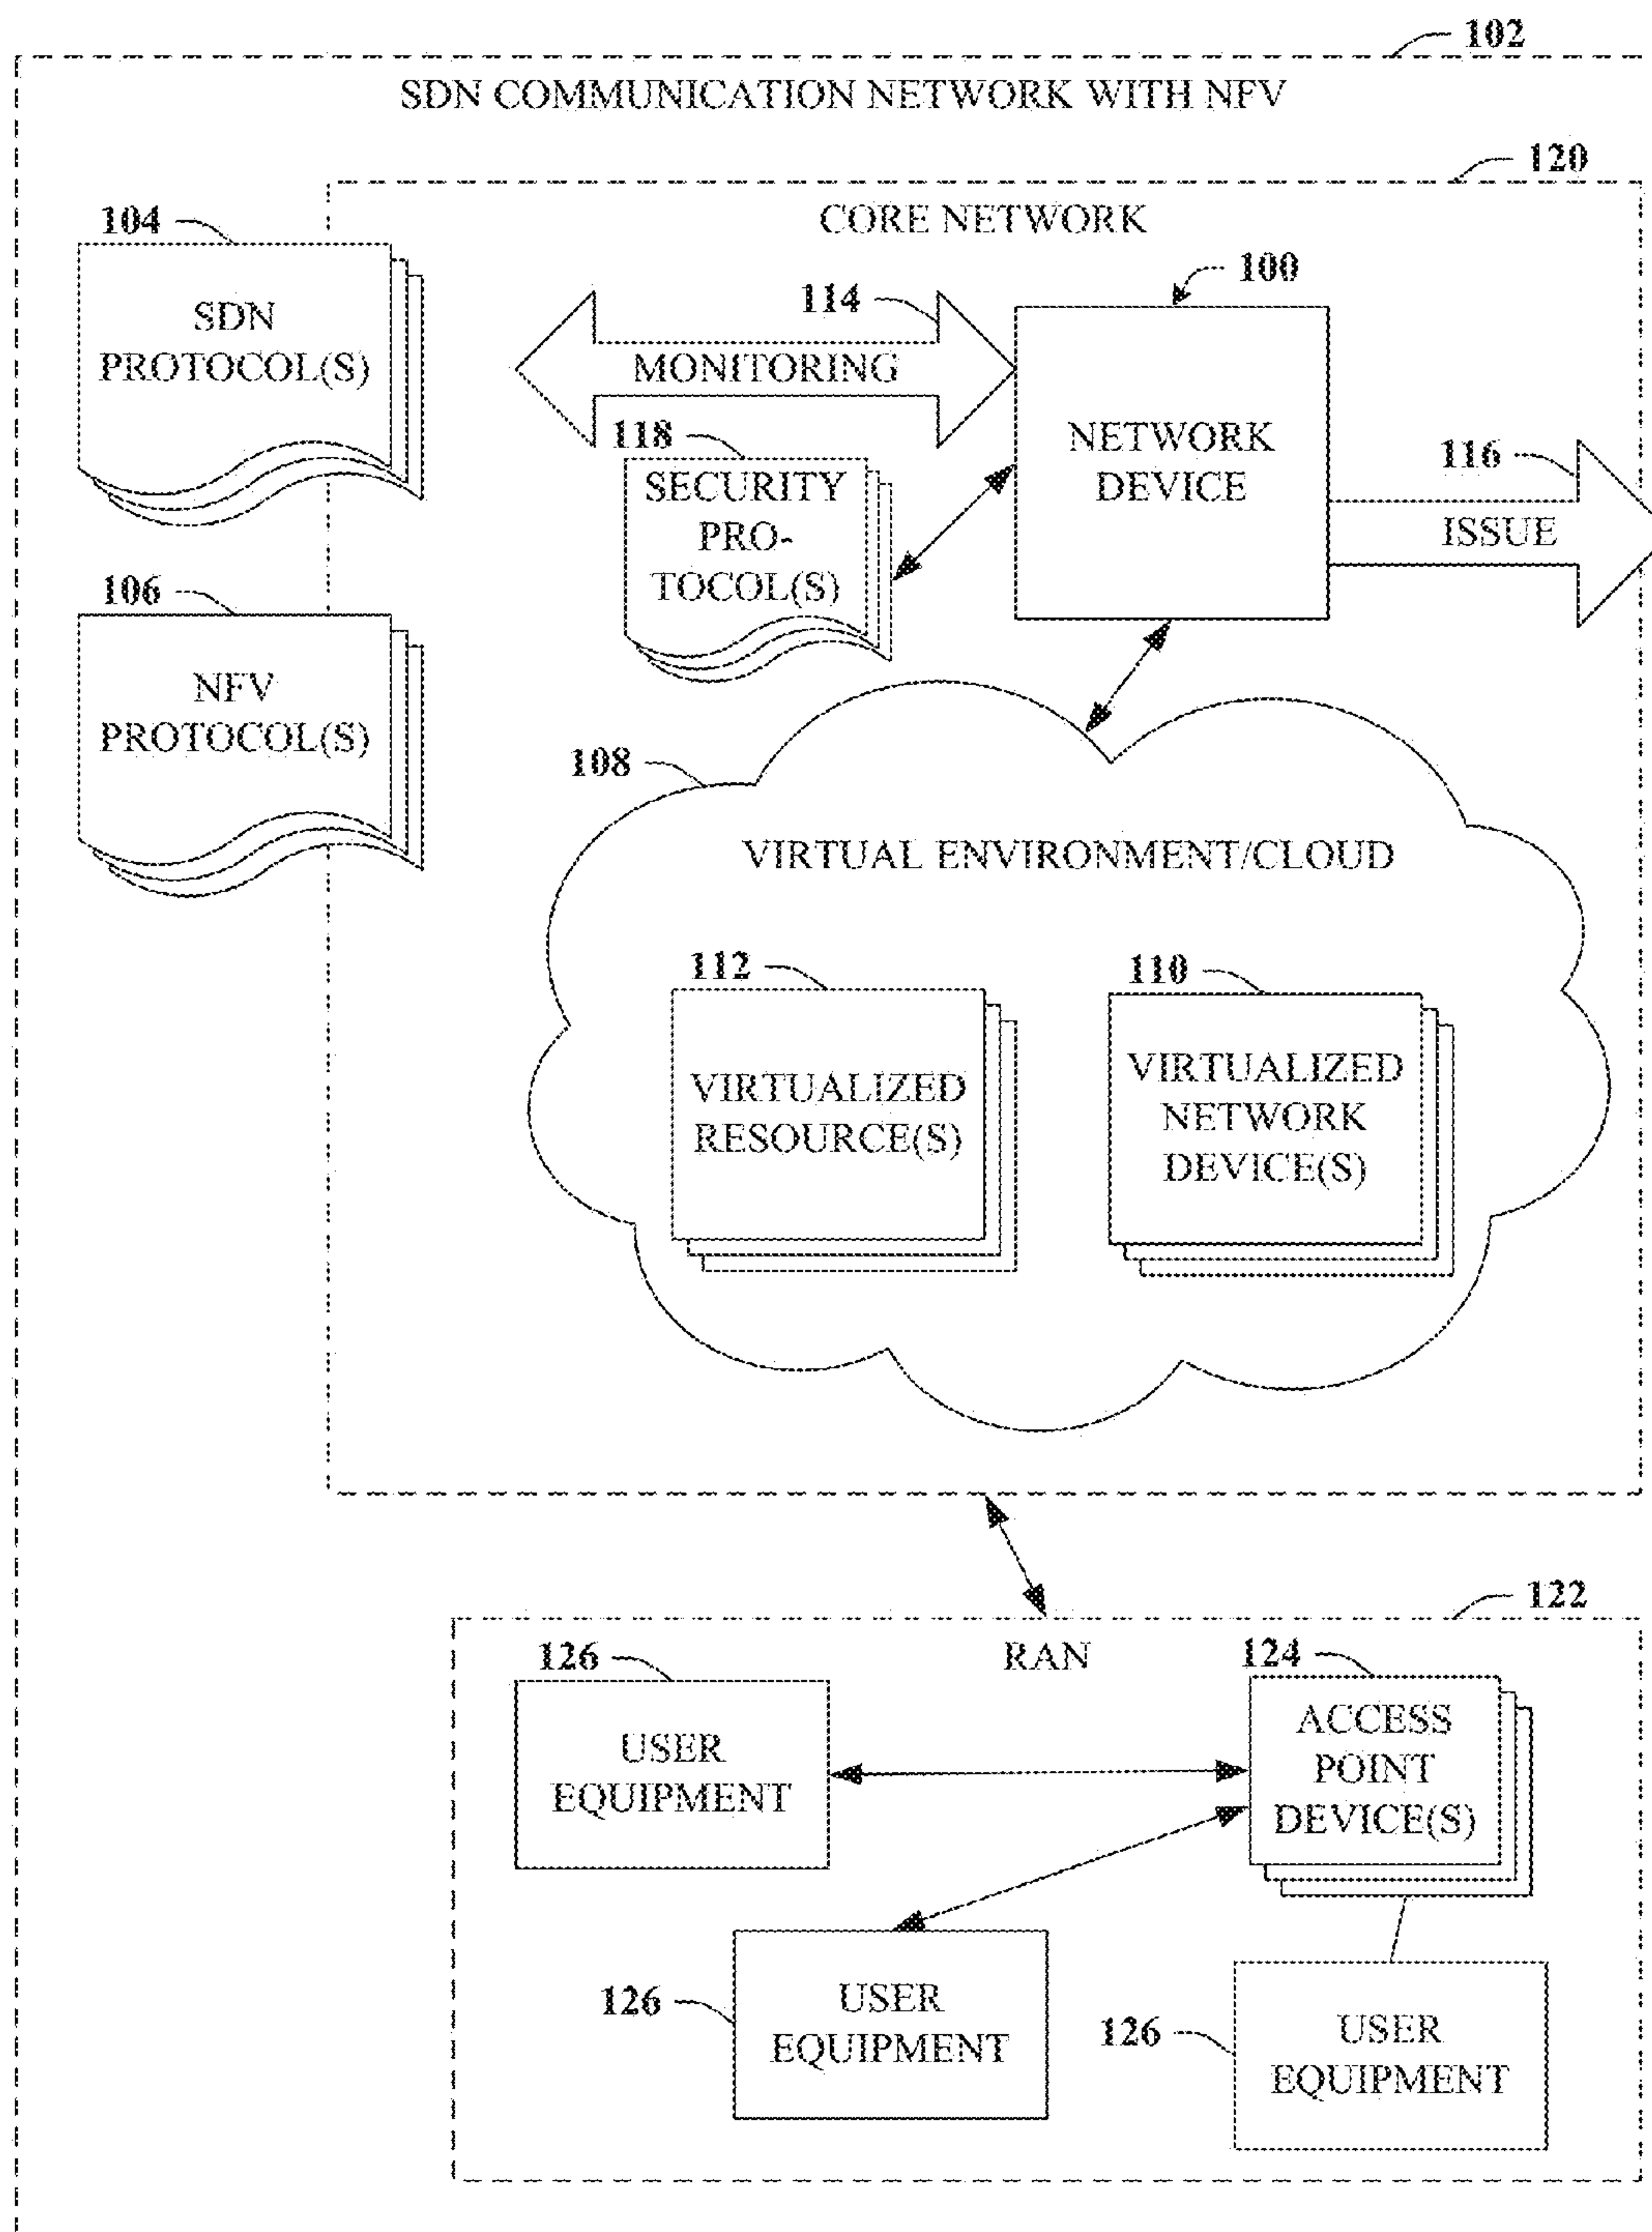 102
SDN COMMUNICATION NETWORK WITH NFV
120
CORE NETWORK
104
SDN
PROTOCOL(S)
114
MONITORING
100
NETWORK
DEVICE
116
ISSUE
118
SECURITY
PRO-
TOCOL(S)
106
NFV
PROTOCOL(S)
108
VIRTUAL ENVIRONMENT/CLOUD
112
VIRTUALIZED
RESOURCE(S)
110
VIRTUALIZED
NETWORK
DEVICE(S)
122
RAN
126
USER
EQUIPMENT
124
ACCESS
POINT
DEVICE(S)
126
USER
EQUIPMENT
126
USER
EQUIPMENT